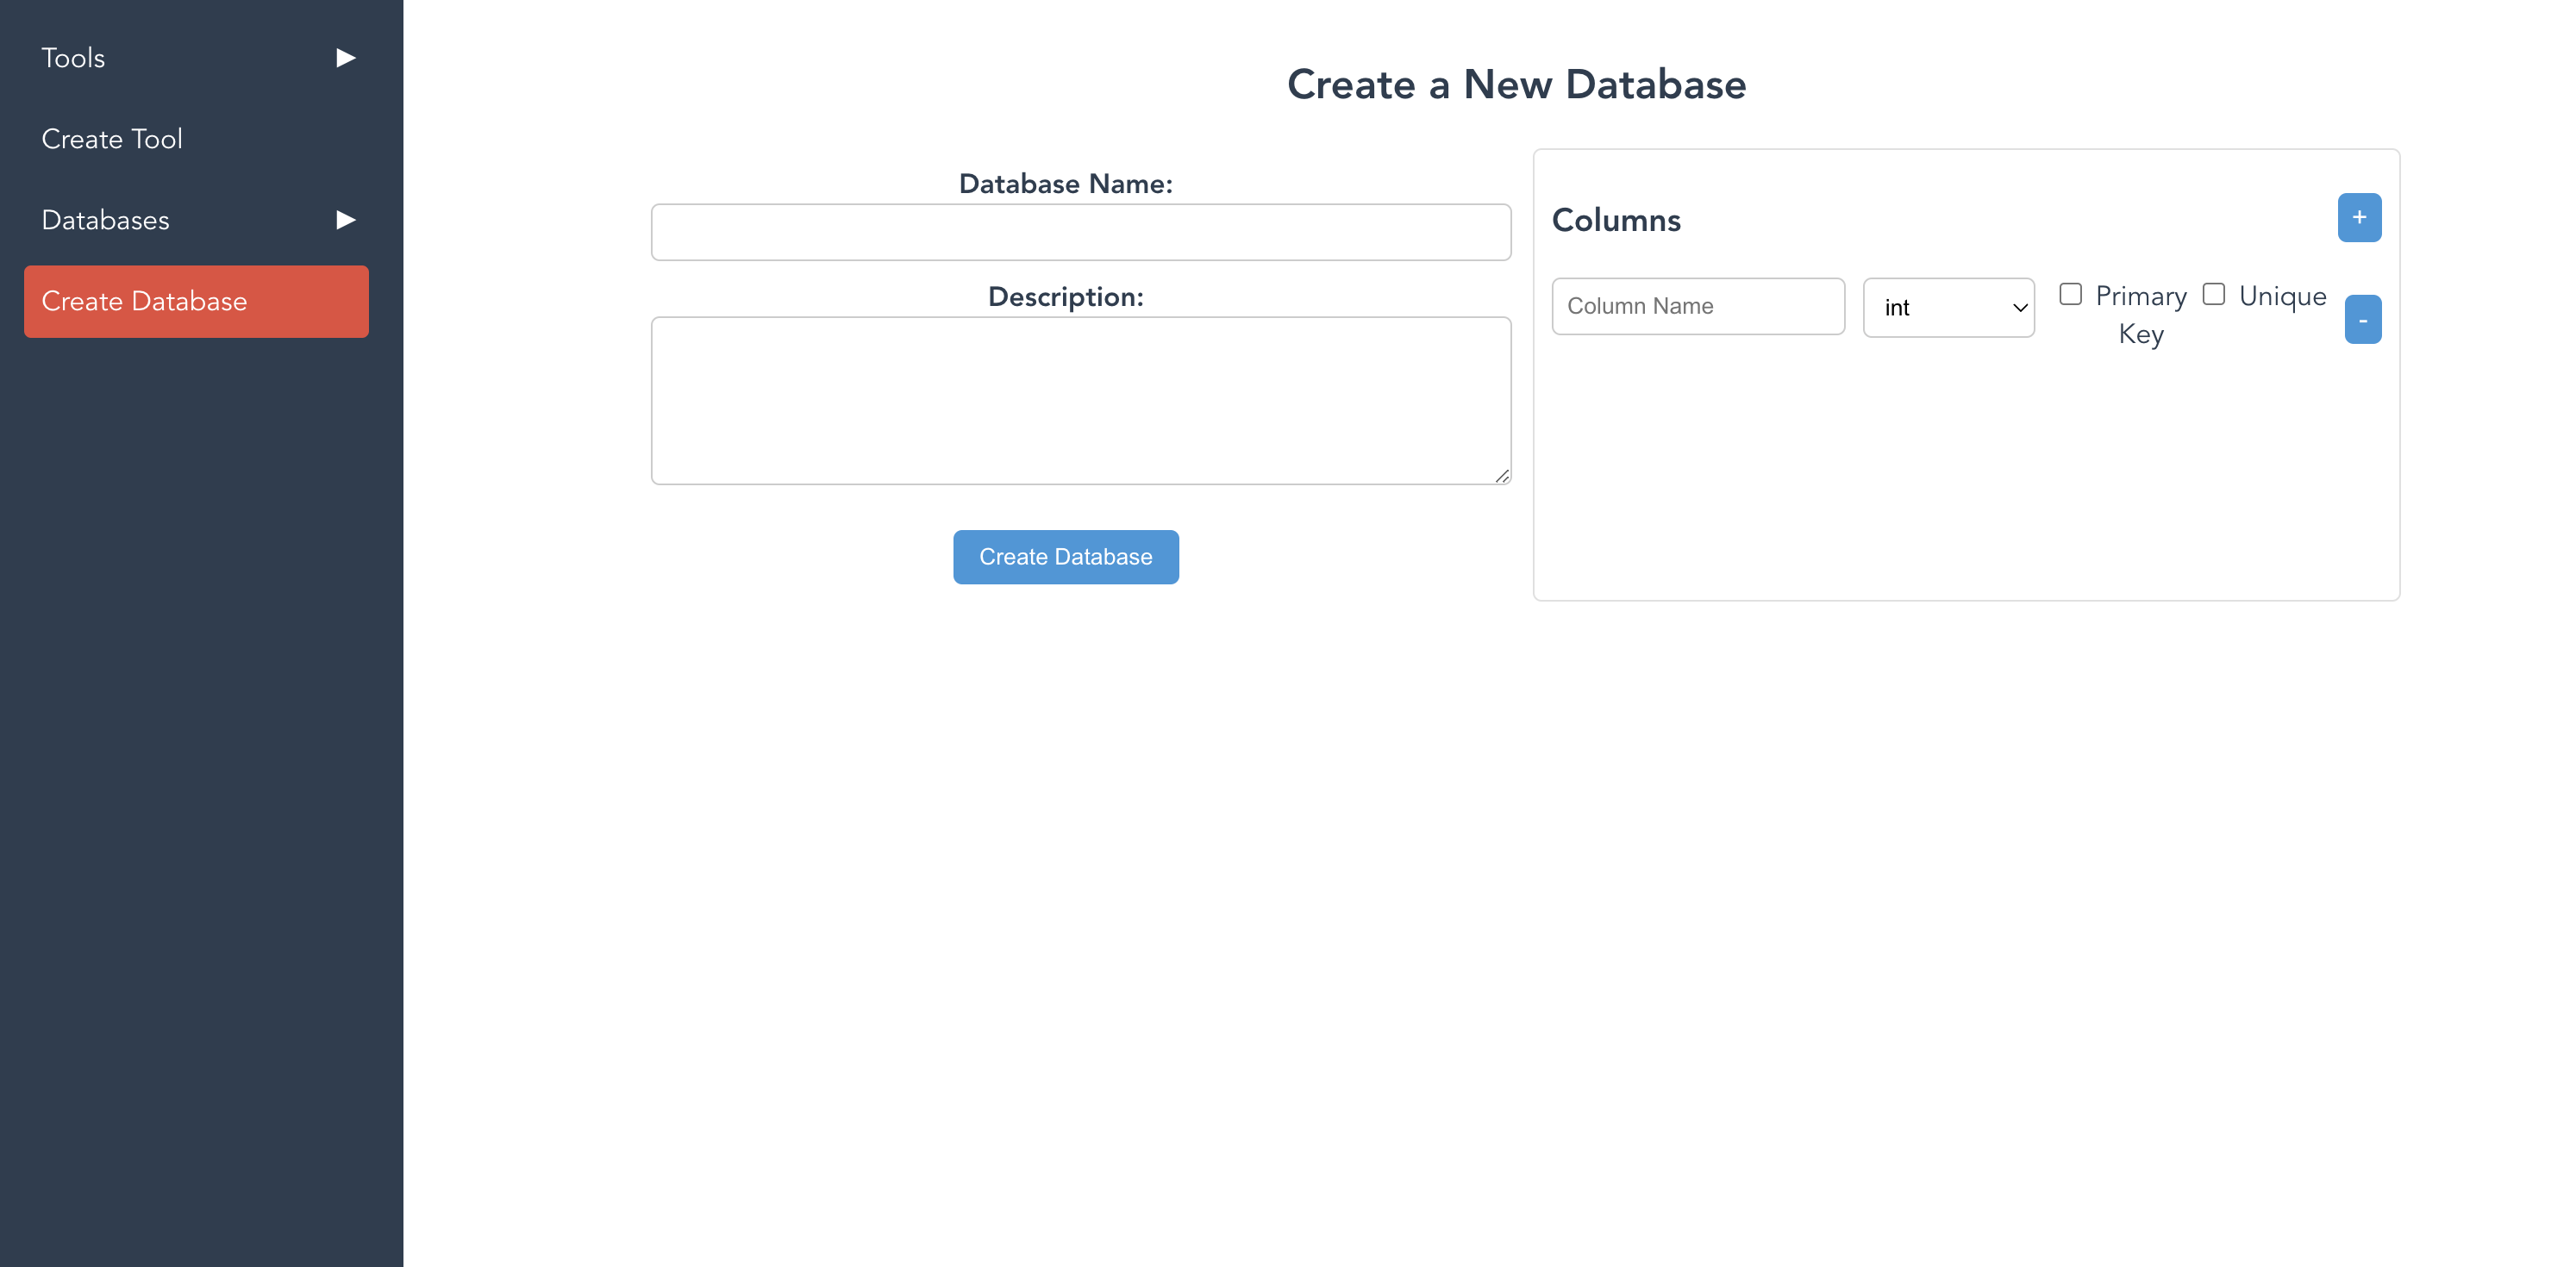 Tools
Create Tool
Databases
Create Database
Create a New Database
Database Name:
Description:
Create Database
Columns
+
Column Name
int
Primary
Key
Unique
-